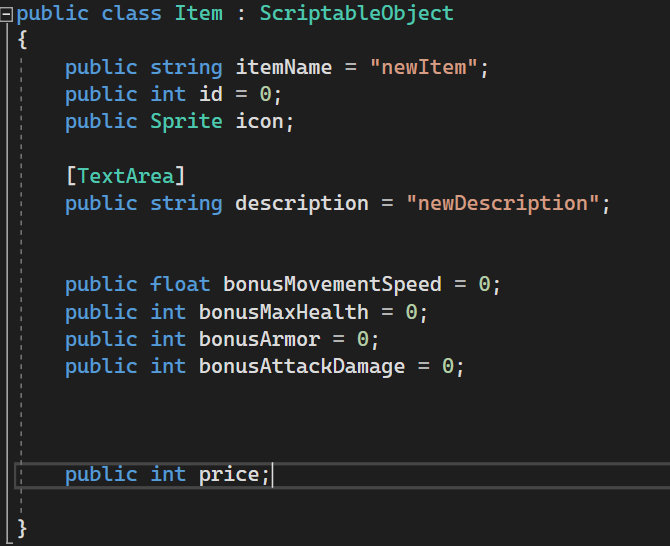 public class Item : ScriptableObject
{
public string itemName = "newItem";
public int id = 0;
public Sprite icon;
[TextArea]
public string description = "newDescription";
public float bonusMovementSpeed = 0;
public int bonusMaxHealth = 0;
public int bonusArmor = 0;
public int bonusAttackDamage = 0;
public int price;
}